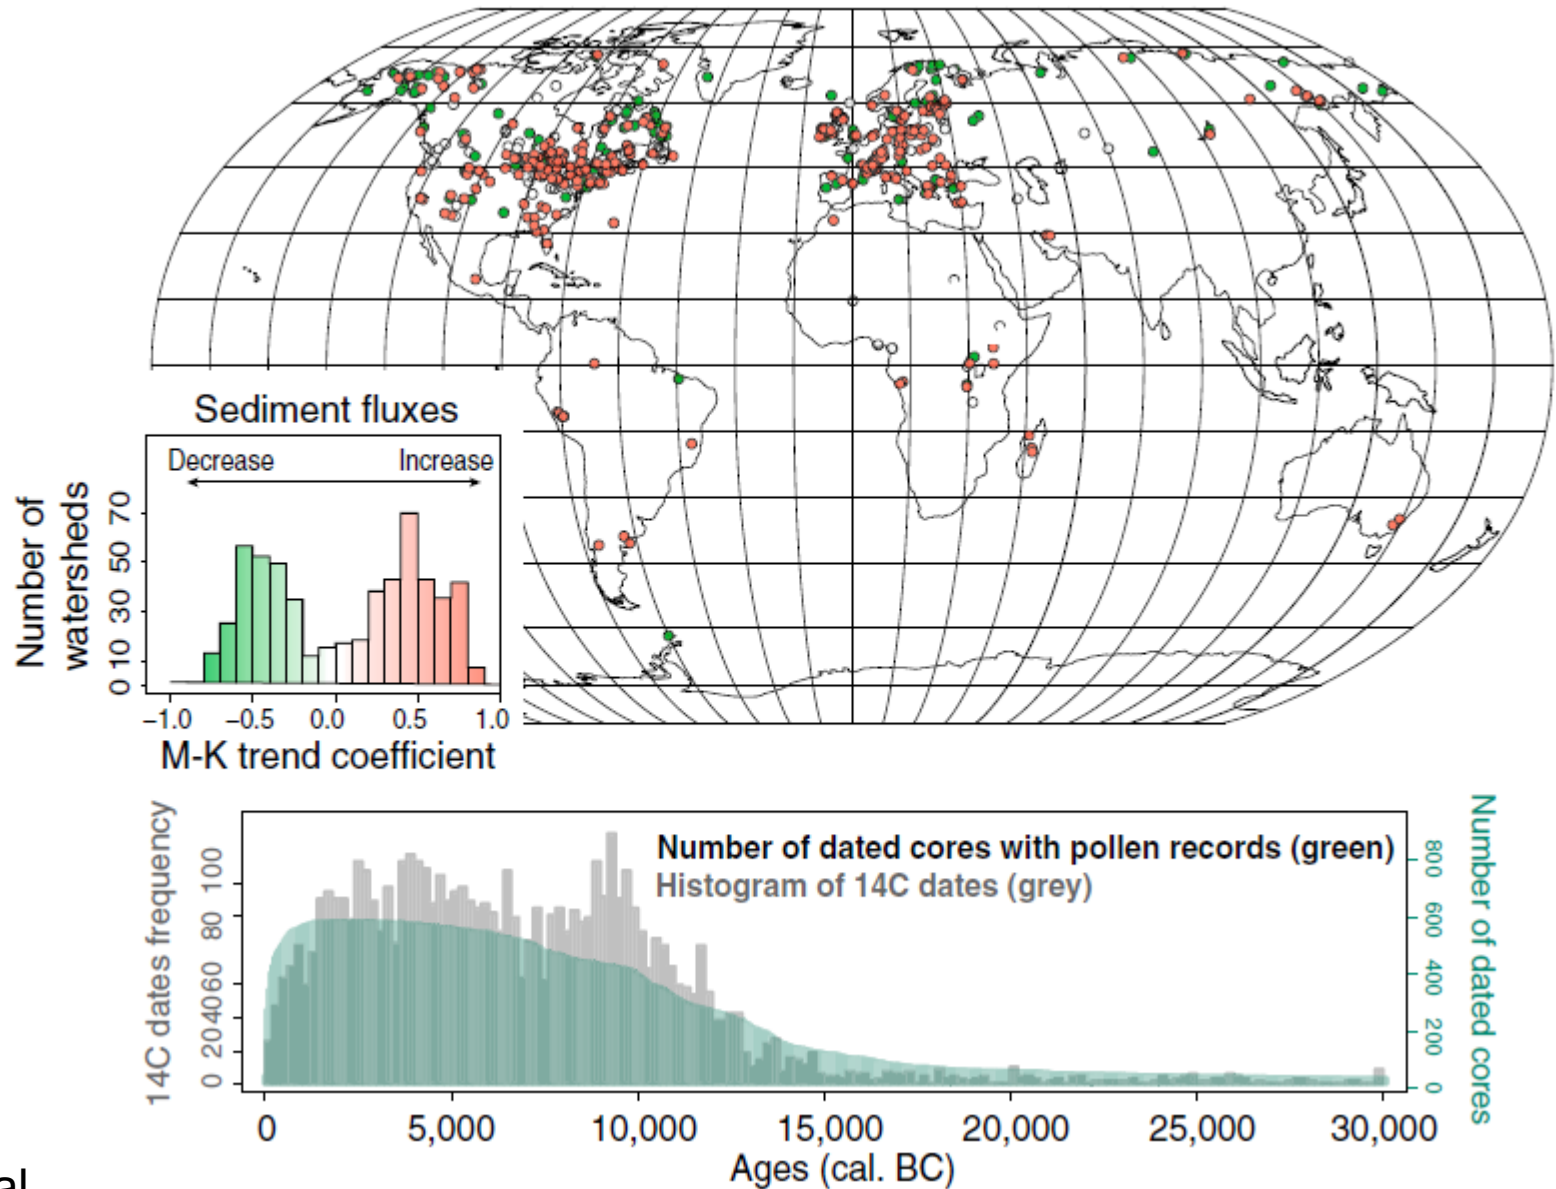 Sediment fluxes
Decrease
Increase
Number of
watersheds
70
50
30
10
0
−1.0 −0.5 0.0 0.5 1.0
M-K trend coefficient
Number of dated cores with pollen records (green)
Histogram of 14C dates (grey)
14C dates frequency
100
80
60
40
20
0
Number of dated cores
800
600
400
200
0
0 5,000 10,000 15,000 20,000 25,000 30,000
Ages (cal. BC)
al